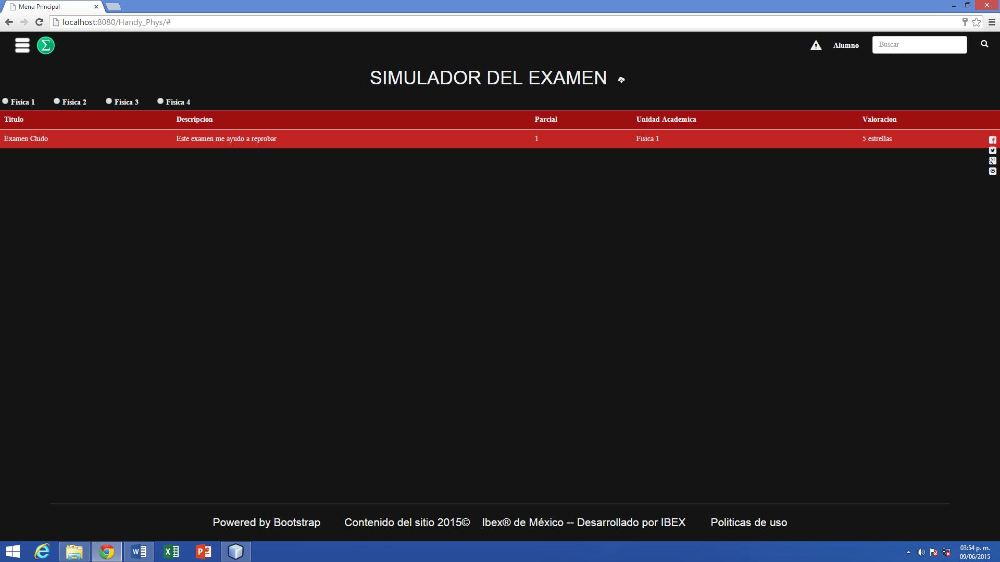 Menu Principal
localhost:8080/Handy_Phys/#
Σ
Alumno
Buscar
SIMULADOR DEL EXAMEN
Fisica 1 Fisica 2 Fisica 3 Fisica 4
Titulo Descripcion Parcial Unidad Academica Valoracion
Examen Chido Este examen me ayudo a reprobar 1 Fisica 1 5 estrellas
Powered by Bootstrap Contenido del sitio 2015© Ibex® de México -- Desarrollado por IBEX Politicas de uso
03:54 p. m.
09/06/2015